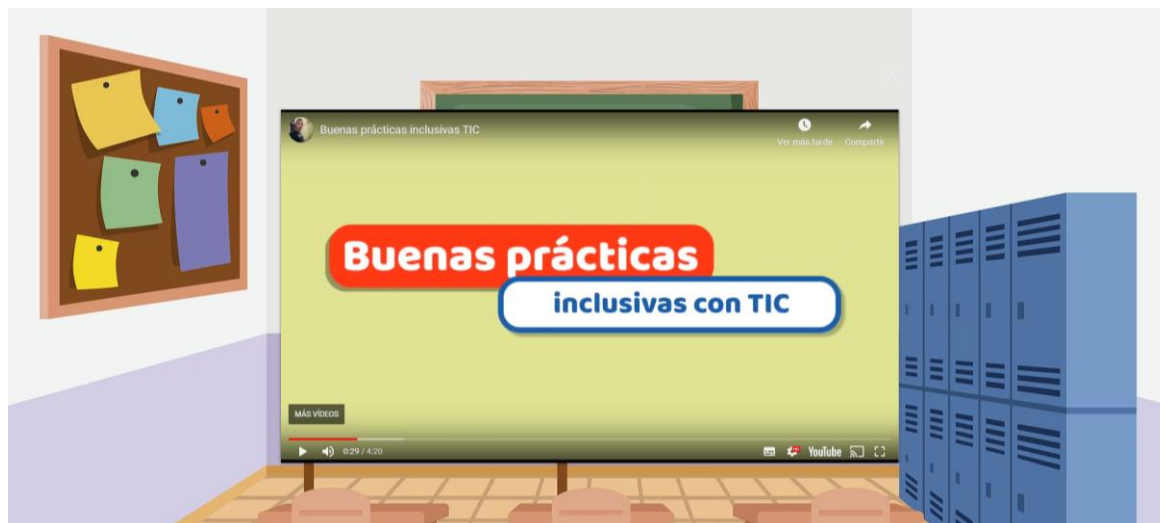 Buenas prácticas inclusivas TIC
Ver más tarde Compartir
Buenas prácticas
inclusivas con TIC
MÁS VÍDEOS
0:29 / 4:20
YouTube